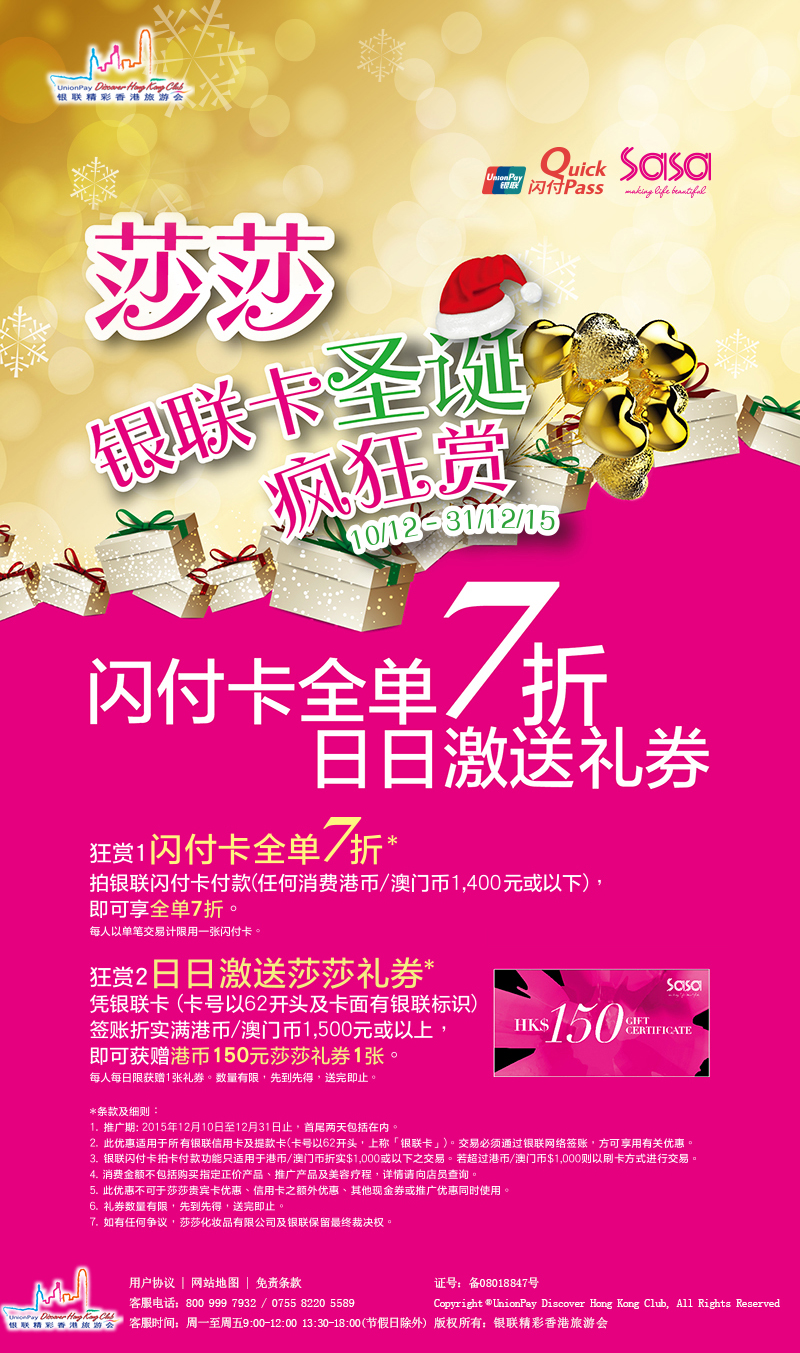 UnionPay Discover Hong Kong Club
银联精彩香港旅游会
UnionPay 银联 Quick 闪付Pass
sasa
making life beautiful
莎莎
银联卡圣诞
疯狂赏
10/12 - 31/12/15
闪付卡全单7折
日日激送礼券
狂赏1闪付卡全单7折*
拍银联闪付卡付款(任何消费港币/澳门币1,400元或以下)，
即可享全单7折。
每人以单笔交易计限用一张闪付卡。
狂赏2日日激送莎莎礼券*
凭银联卡 (卡号以62开头及卡面有银联标识)
签账折实满港币/澳门币1,500元或以上，
即可获赠港币150元莎莎礼券1张。
每人每日限获赠1张礼券。数量有限，先到先得，送完即止。
sasa
HK$150 GIFT CERTIFICATE
*条款及细则：
1. 推广期: 2015年12月10日至12月31日止，首尾两天包括在内。
2. 此优惠适用于所有银联信用卡及提款卡(卡号以62开头，上称「银联卡」)。交易必须通过银联网络签账，方可享用有关优惠。
3. 银联闪付卡拍卡付款功能只适用于港币/澳门币折实$1,000或以下之交易。若超过港币/澳门币$1,000则以刷卡方式进行交易。
4. 消费金额不包括购买指定正价产品、推广产品及美容疗程，详情请向店员查询。
5. 此优惠不可于莎莎贵宾卡优惠、信用卡之额外优惠、其他现金券或推广优惠同时使用。
6. 礼券数量有限，先到先得，送完即止。
7. 如有任何争议，莎莎化妆品有限公司及银联保留最终裁决权。
UnionPay Discover Hong Kong Club
银联精彩香港旅游会
用户协议 | 网站地图 | 免责条款
证号：备08018847号
客服电话：800 999 7932 / 0755 8220 5589
Copyright ©UnionPay Discover Hong Kong Club, All Rights Reserved
客服时间：周一至周五9:00-12:00 13:30-18:00(节假日除外)
版权所有：银联精彩香港旅游会